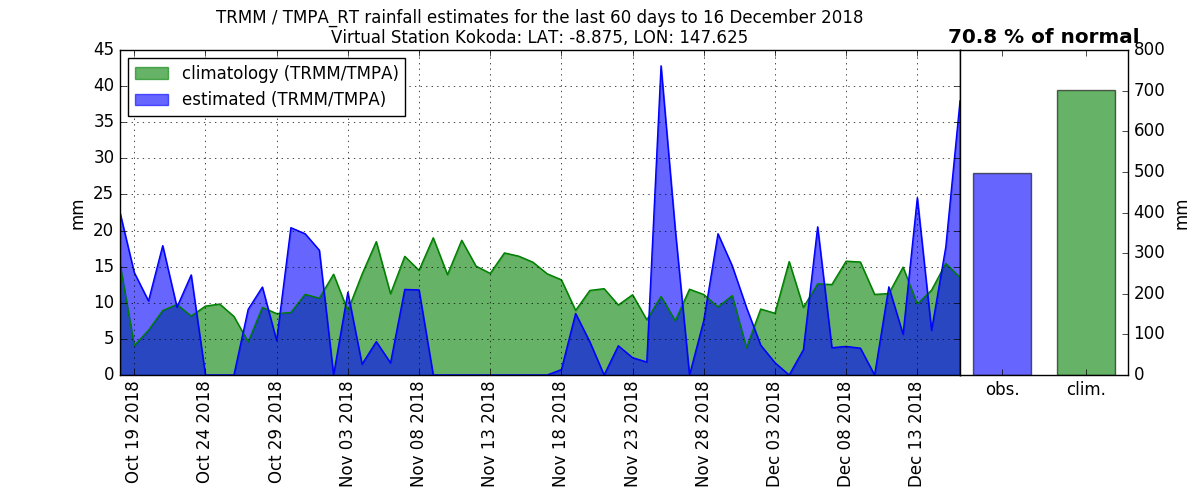 TRMM / TMPA_RT rainfall estimates for the last 60 days to 16 December 2018
Virtual Station Kokoda: LAT: -8.875, LON: 147.625
70.8 % of normal
climatology (TRMM/TMPA)
estimated (TRMM/TMPA)
45
40
35
30
25
20
15
10
5
0
mm
Oct 19 2018
Oct 24 2018
Oct 29 2018
Nov 03 2018
Nov 08 2018
Nov 13 2018
Nov 18 2018
Nov 23 2018
Nov 28 2018
Dec 03 2018
Dec 08 2018
Dec 13 2018
obs.
clim.
800
700
600
500
400
300
200
100
0
mm